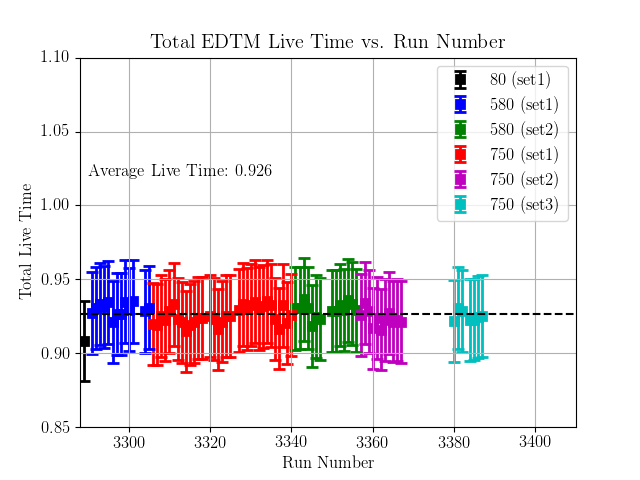 Total EDTM Live Time vs. Run Number
1.10
1.05
1.00
0.95
0.90
0.85
Total Live Time
Average Live Time: 0.926
80 (set1)
580 (set1)
580 (set2)
750 (set1)
750 (set2)
750 (set3)
3300 3320 3340 3360 3380 3400
Run Number